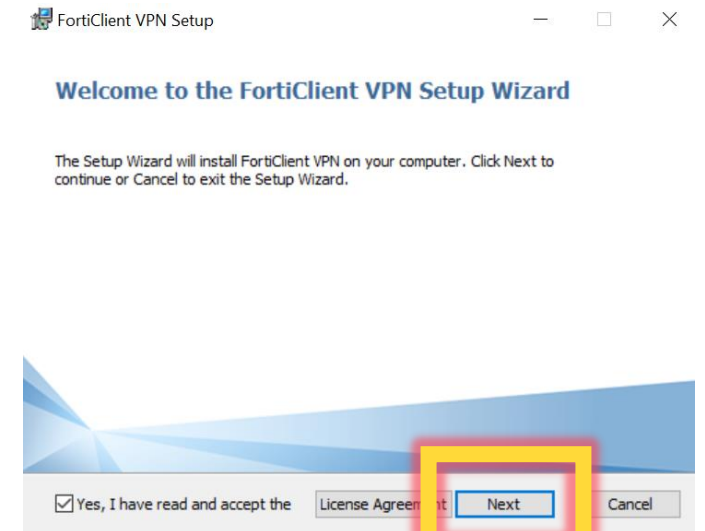 FortiClient VPN Setup
Welcome to the FortiClient VPN Setup Wizard
The Setup Wizard will install FortiClient VPN on your computer. Click Next to
continue or Cancel to exit the Setup Wizard.
Yes, I have read and accept the License Agreement Next Cancel